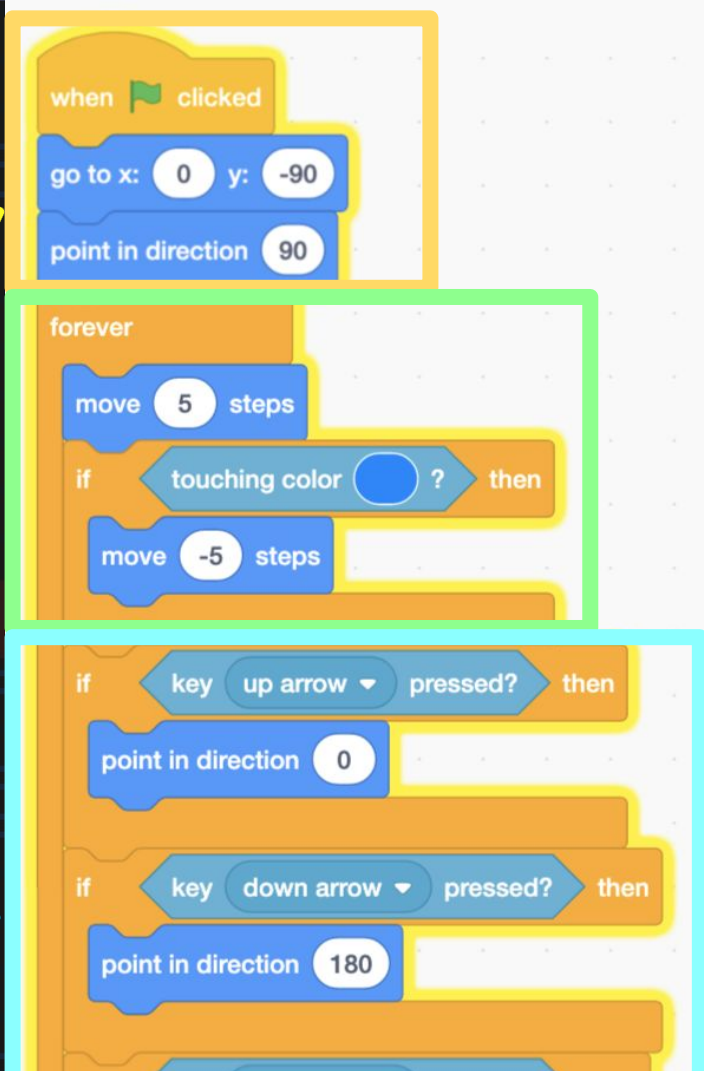 when clicked
go to x: 0 y: -90
point in direction 90
forever
move 5 steps
if touching color ? then
move -5 steps
if key up arrow pressed? then
point in direction 0
if key down arrow pressed? then
point in direction 180